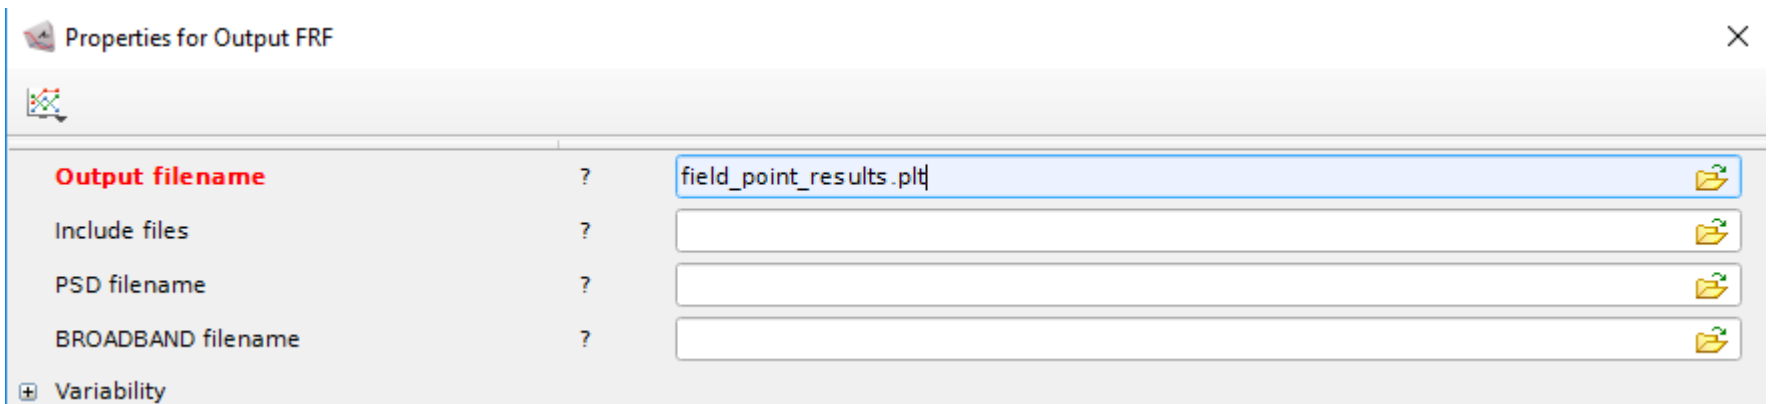 Properties for Output FRF
Output filename ? field_point_results.plt
Include files ?
PSD filename ?
BROADBAND filename ?
Variability